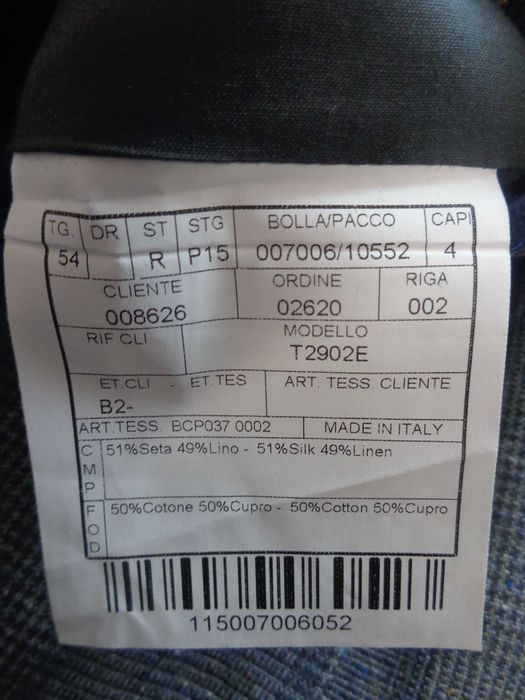 TG. DR ST STG BOLLA/PACCO CAPI
54 R P15 007006/10552 4
CLIENTE ORDINE RIGA
008626 02620 002
RIF CLI MODELLO
T2902E
ET.CLI - ET.TES ART. TESS. CLIENTE
B2-
ART.TESS. BCP037 0002 MADE IN ITALY
CMP 51%Seta 49%Lino - 51%Silk 49%Linen
FOD 50%Cotone 50%Cupro - 50%Cotton 50%Cupro
115007006052